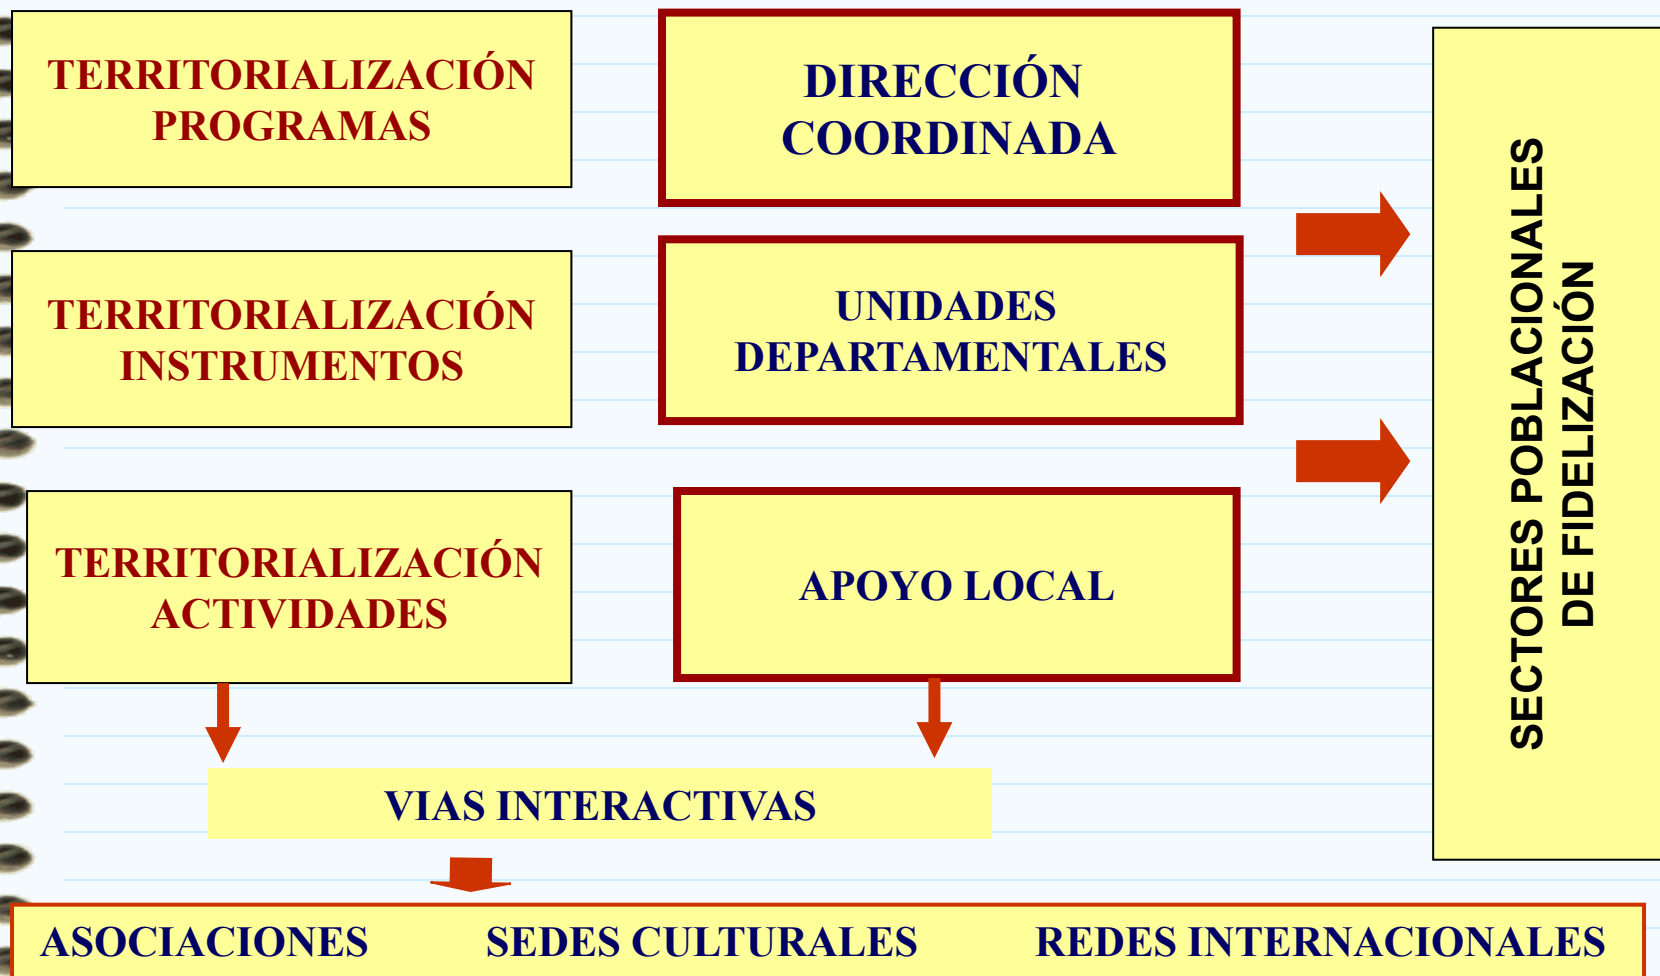 TERRITORIALIZACIÓN
PROGRAMAS
DIRECCIÓN
COORDINADA
TERRITORIALIZACIÓN
INSTRUMENTOS
UNIDADES
DEPARTAMENTALES
TERRITORIALIZACIÓN
ACTIVIDADES
APOYO LOCAL
SECTORES POBLACIONALES
DE FIDELIZACIÓN
VIAS INTERACTIVAS
ASOCIACIONES SEDES CULTURALES REDES INTERNACIONALES